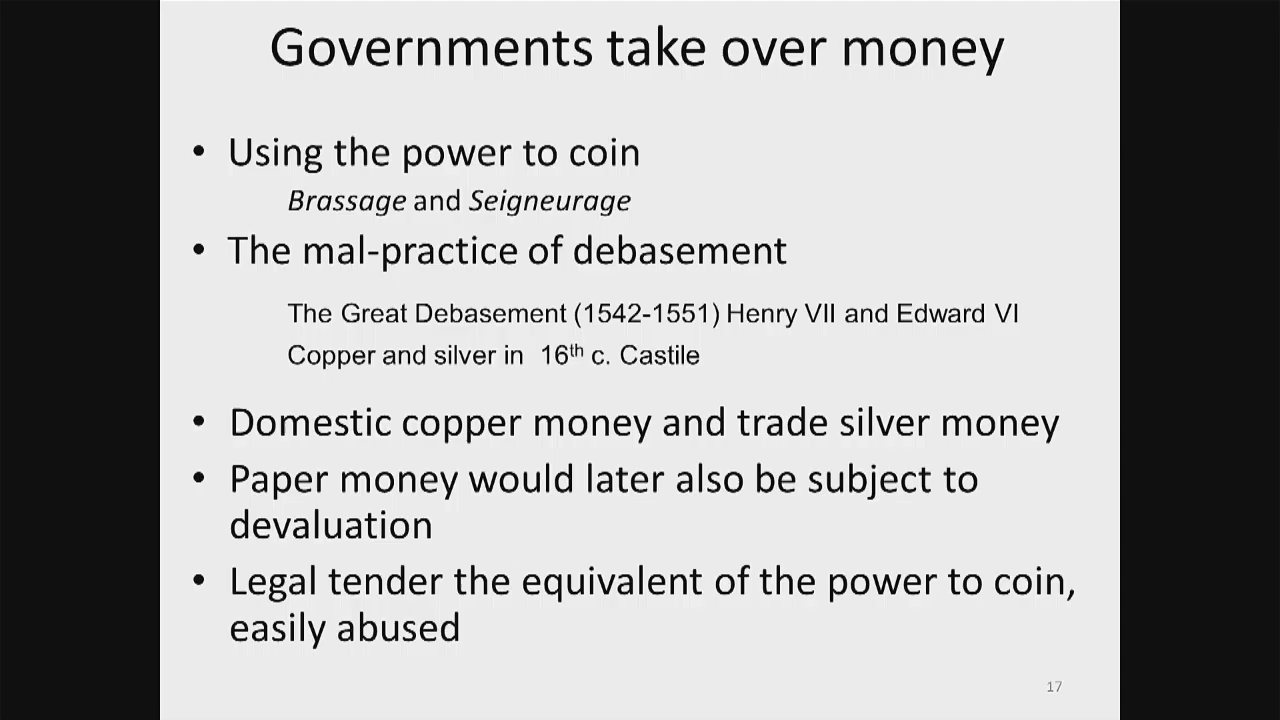 Governments take over money
• Using the power to coin
Brassage and Seigneurage
• The mal-practice of debasement
The Great Debasement (1542-1551) Henry VII and Edward VI
Copper and silver in 16th c. Castile
• Domestic copper money and trade silver money
• Paper money would later also be subject to
devaluation
• Legal tender the equivalent of the power to coin,
easily abused
17